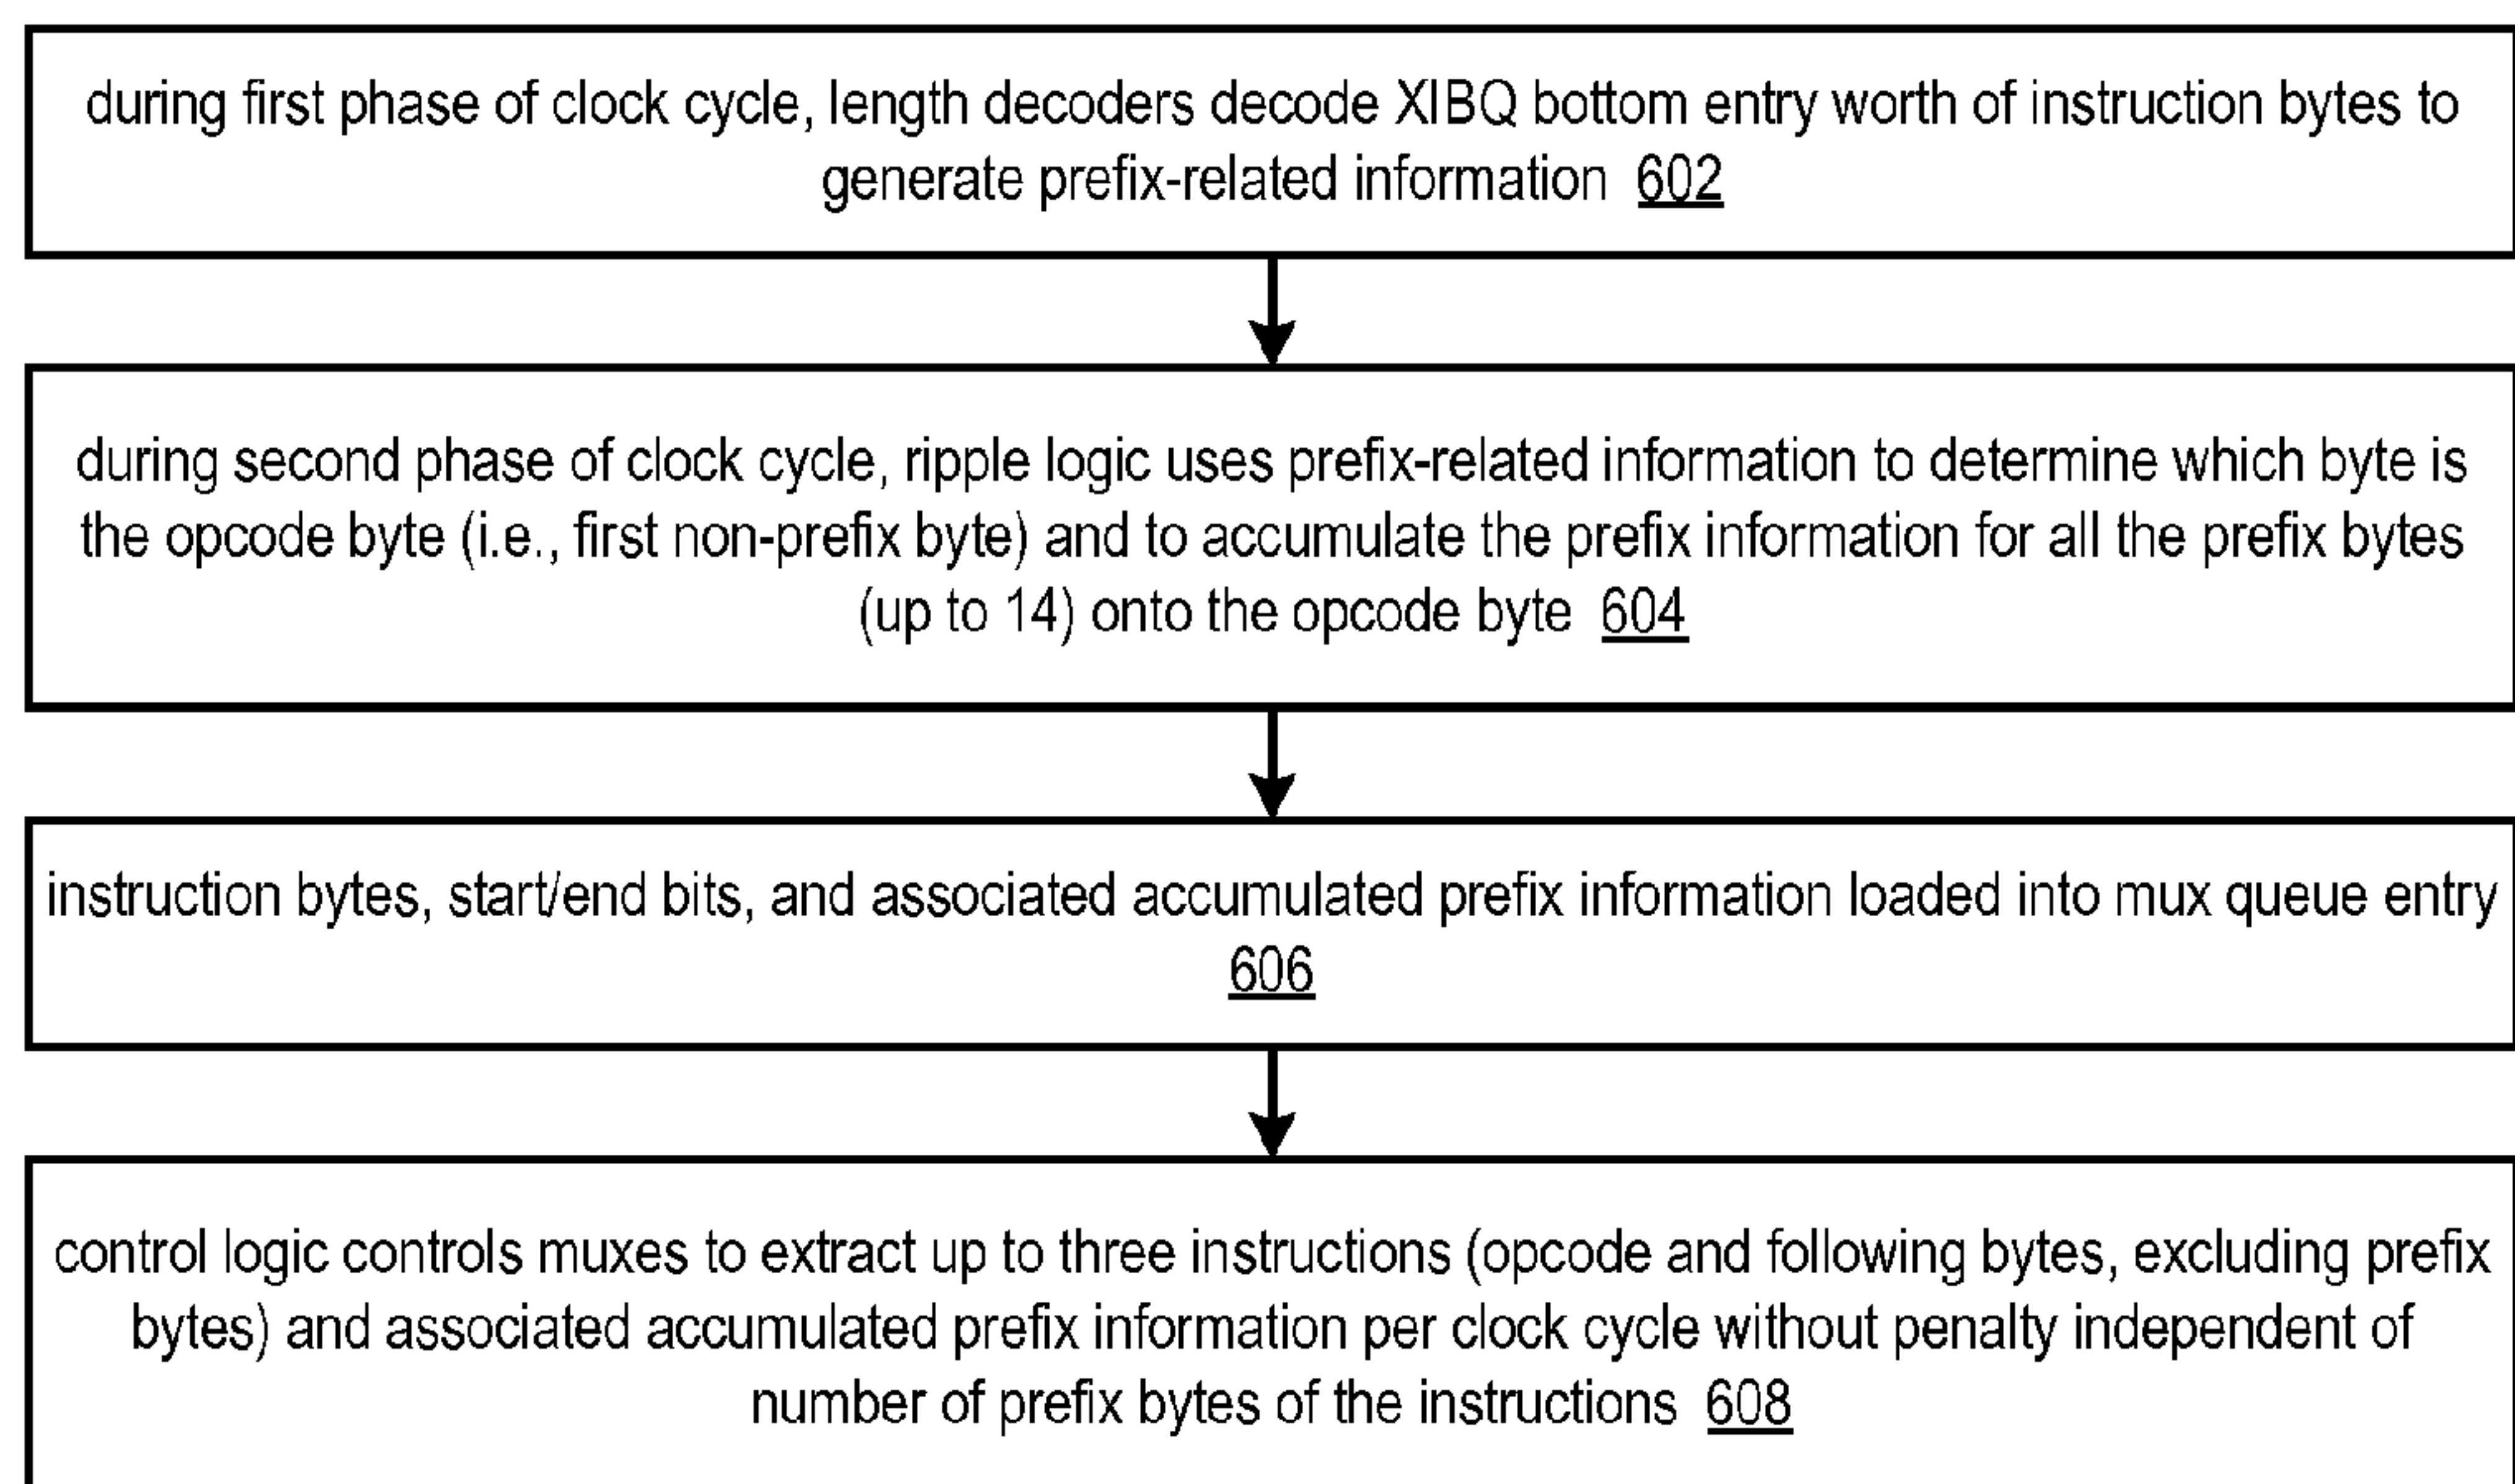 during first phase of clock cycle, length decoders decode XIBQ bottom entry worth of instruction bytes to
generate prefix-related information 602
during second phase of clock cycle, ripple logic uses prefix-related information to determine which byte is
the opcode byte (i.e., first non-prefix byte) and to accumulate the prefix information for all the prefix bytes
(up to 14) onto the opcode byte 604
instruction bytes, start/end bits, and associated accumulated prefix information loaded into mux queue entry
606
control logic controls muxes to extract up to three instructions (opcode and following bytes, excluding prefix
bytes) and associated accumulated prefix information per clock cycle without penalty independent of
number of prefix bytes of the instructions 608